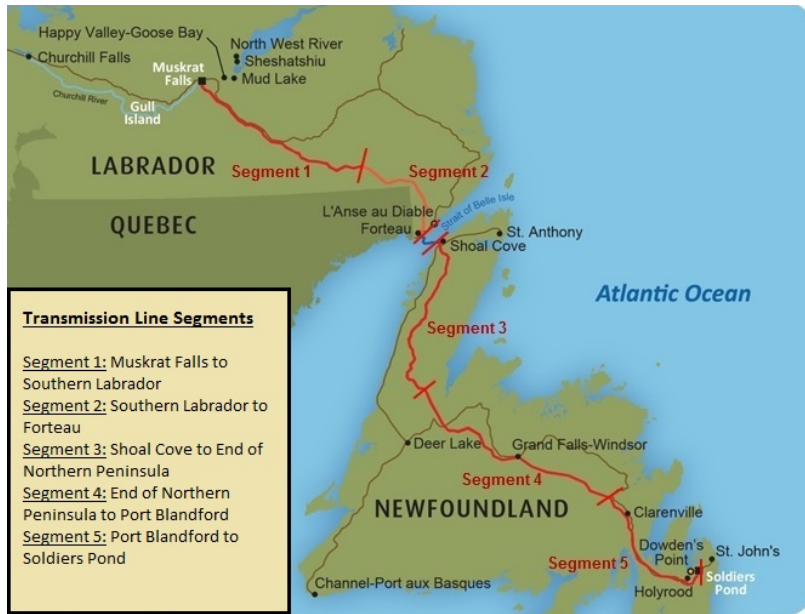 Happy Valley-Goose Bay
North West River
Churchill Falls
Sheshatshiu
Muskrat
Falls
Mud Lake
Churchill River
Gull
Island
LABRADOR
Segment 1
Segment 2
QUEBEC
L'Anse au Diable
Strait of Belle Isle
Forteau
St. Anthony
Shoal Cove
Atlantic Ocean
Segment 3
Transmission Line Segments
Segment 1: Muskrat Falls to
Southern Labrador
Segment 2: Southern Labrador to
Forteau
Segment 3: Shoal Cove to End of
Northern Peninsula
Segment 4: End of Northern
Peninsula to Port Blandford
Segment 5: Port Blandford to
Soldiers Pond
Deer Lake
Grand Falls-Windsor
Segment 4
NEWFOUNDLAND
Clarenville
Dowden's
Point
St. John's
Segment 5
Soldiers
Pond
Holyrood
Channel-Port aux Basques